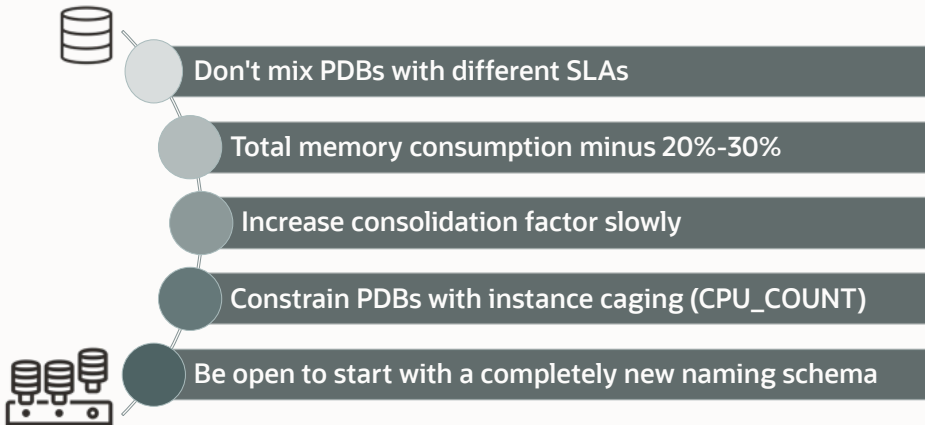 Don't mix PDBs with different SLAs
Total memory consumption minus 20%-30%
Increase consolidation factor slowly
Constrain PDBs with instance caging (CPU_COUNT)
Be open to start with a completely new naming schema